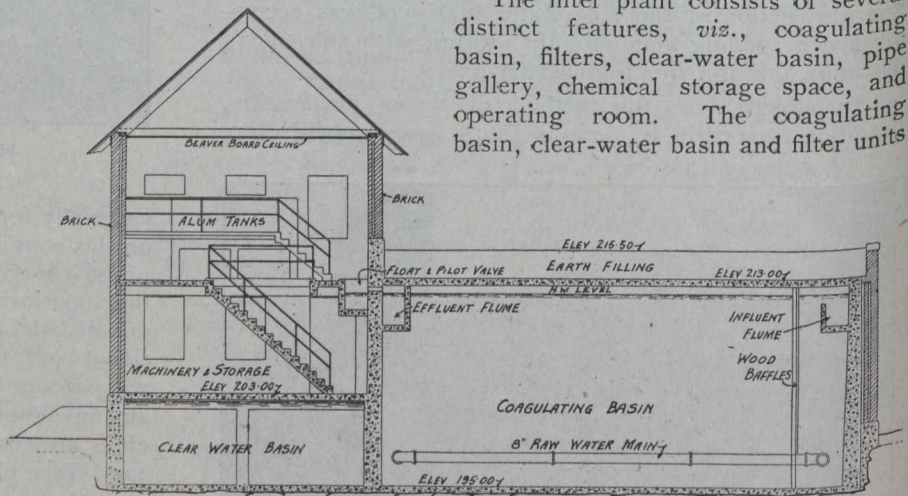 The filter plant consists of several
distinct features, viz., coagulating
basin, filters, clear-water basin, pipe
gallery, chemical storage space, and
operating room. The coagulating
basin, clear-water basin and filter units
BEAVER BOARD CEILING
BRICK
BRICK
ALUM TANKS
ELEV 216.50
FLOAT & PILOT VALVE
EARTH FILLING
ELEV 213.00
H.M. LEVEL
EFFLUENT FLUME
INFLUENT
FLUME
WOOD
BAFFLES
MACHINERY & STORAGE
ELEV 203.00
COAGULATING BASIN
CLEAR WATER BASIN
8" RAW WATER MAIN
ELEV 195.00